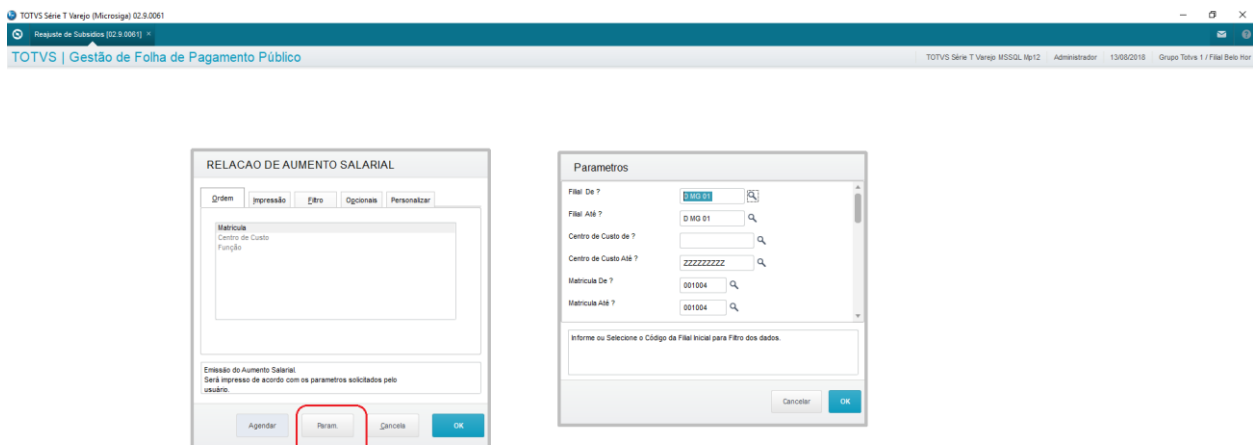 TOTVS Série T Varejo (Microsiga) 02.9.0061
Reajuste de Subsidios [02.9.0061] ×
TOTVS | Gestão de Folha de Pagamento Público
TOTVS Série T Varejo MSSQL Mp12 Administrador 13/08/2018 Grupo Totvs 1 / Filial Belo Hor
RELACAO DE AUMENTO SALARIAL
Ordem Impressão Filtro Opcionais Personalizar
Matricula
Centro de Custo
Função
Emissão do Aumento Salarial.
Será impresso de acordo com os parametros solicitados pelo
usuário.
Agendar Param. Cancela OK
Parametros
Filial De ? D MG 01
Filial Até ? D MG 01
Centro de Custo de ?
Centro de Custo Até ? ZZZZZZZZZ
Matricula De ? 001004
Matricula Até ? 001004
Informe ou Selecione o Código da Filial Inicial para Filtro dos dados.
Cancelar OK